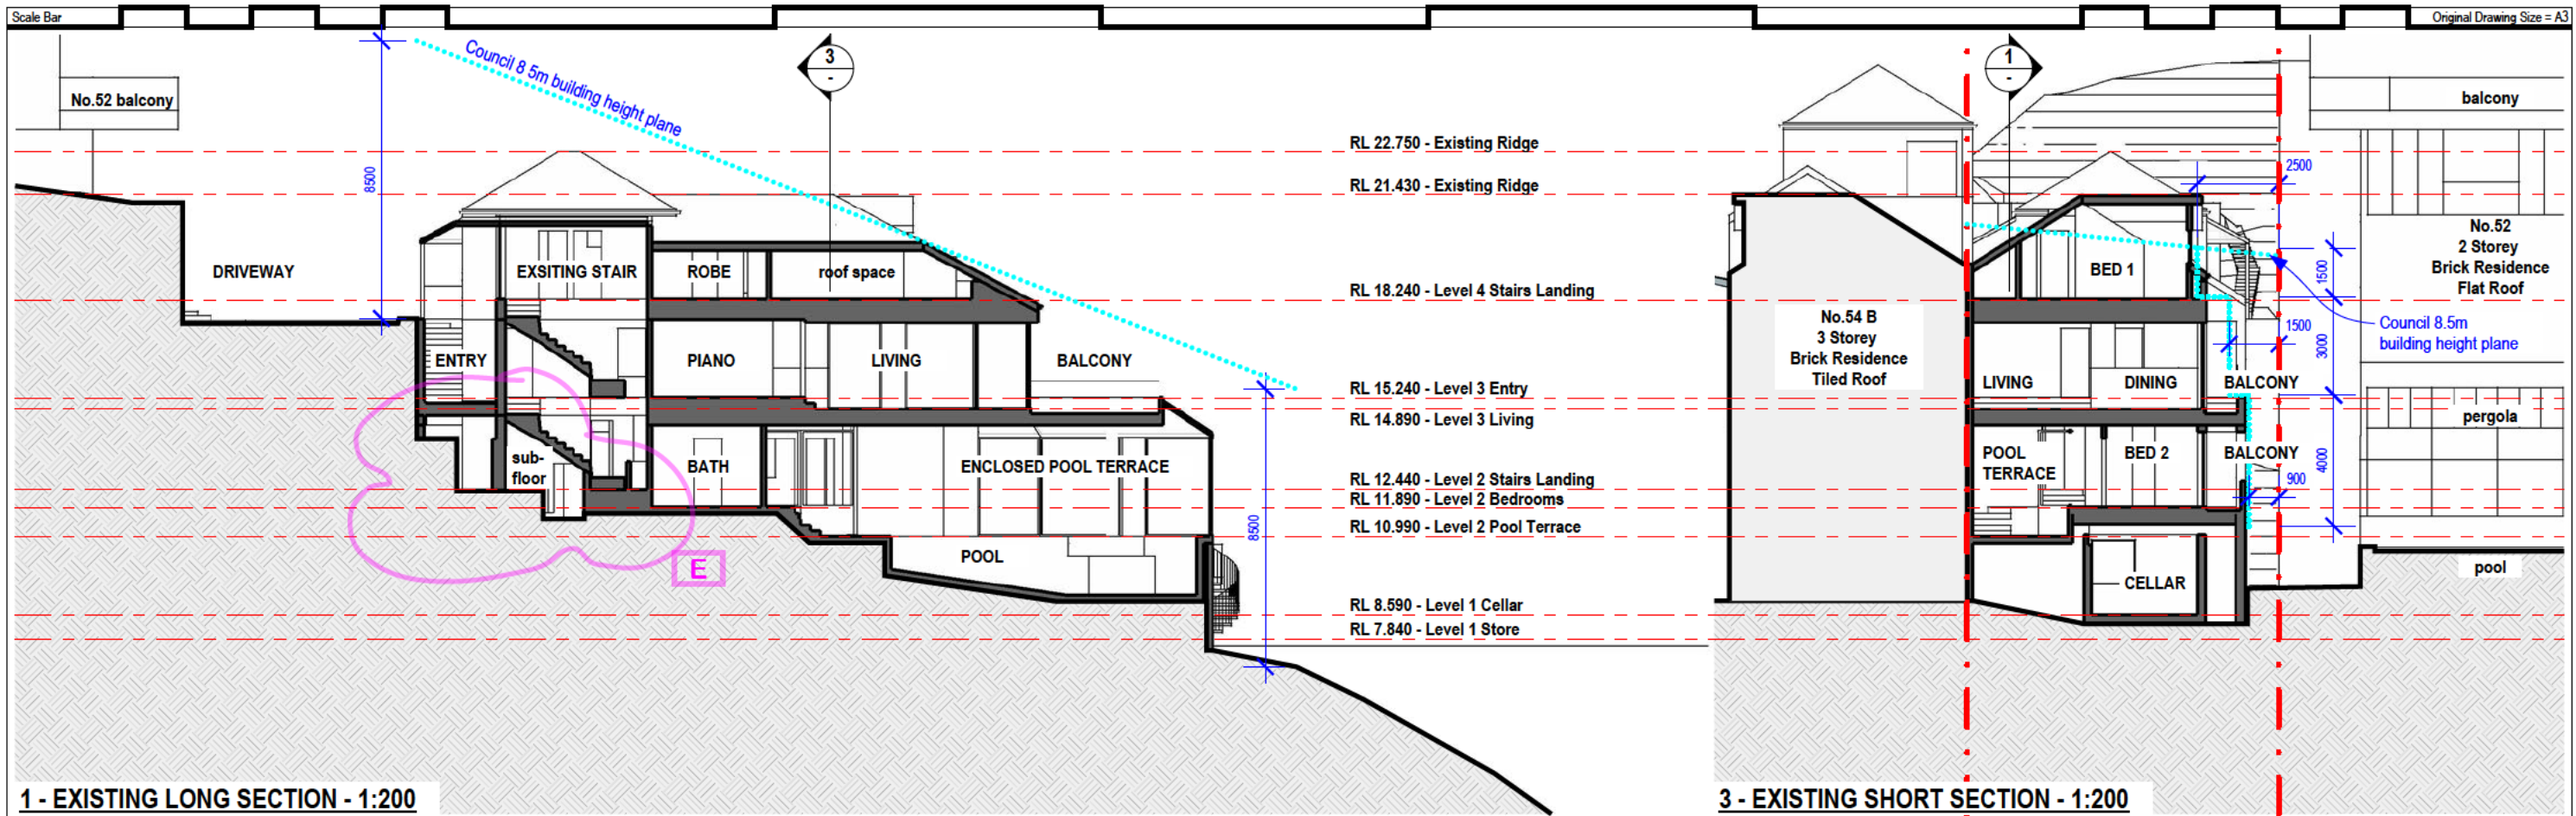 Scale Bar
Original Drawing Size = A3
No.52 balcony
8500
Council 8 5m building height plane
3
-
DRIVEWAY
EXSITING STAIR
ROBE
roof space
ENTRY
PIANO
LIVING
BALCONY
sub-
floor
BATH
ENCLOSED POOL TERRACE
POOL
E
8500
RL 22.750 - Existing Ridge
RL 21.430 - Existing Ridge
RL 18.240 - Level 4 Stairs Landing
RL 15.240 - Level 3 Entry
RL 14.890 - Level 3 Living
RL 12.440 - Level 2 Stairs Landing
RL 11.890 - Level 2 Bedrooms
RL 10.990 - Level 2 Pool Terrace
RL 8.590 - Level 1 Cellar
RL 7.840 - Level 1 Store
1 - EXISTING LONG SECTION - 1:200
1
-
balcony
2500
No.52
2 Storey
Brick Residence
Flat Roof
BED 1
1500
No.54 B
3 Storey
Brick Residence
Tiled Roof
1500
Council 8.5m
building height plane
3000
LIVING
DINING
BALCONY
pergola
POOL
TERRACE
BED 2
BALCONY
4000
900
CELLAR
pool
3 - EXISTING SHORT SECTION - 1:200